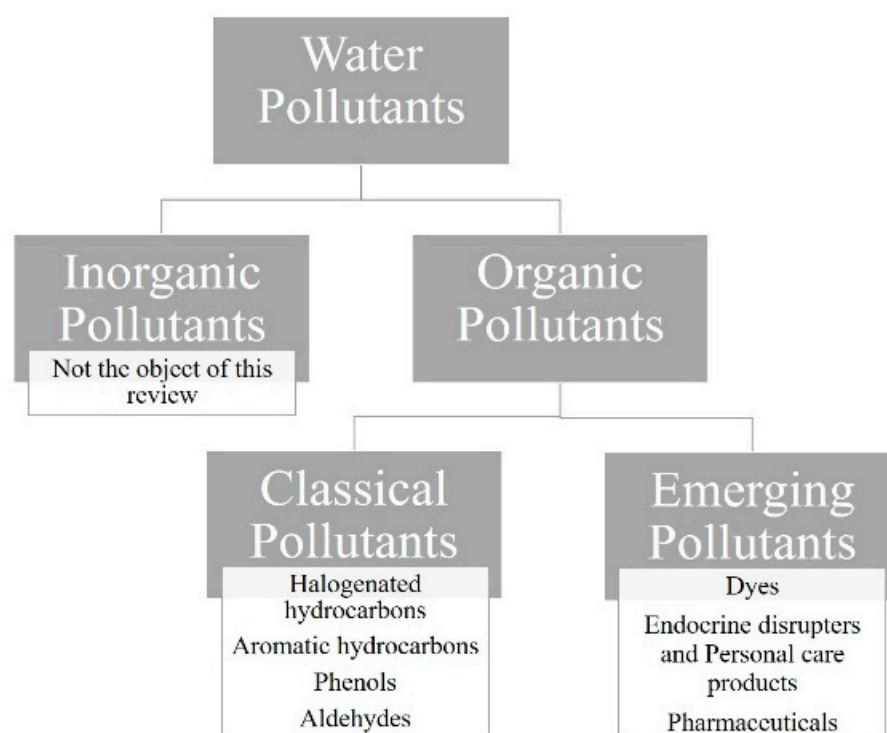 Water
Pollutants
Inorganic
Pollutants
Not the object of this
review
Organic
Pollutants
Classical
Pollutants
Halogenated
hydrocarbons
Aromatic hydrocarbons
Phenols
Aldehydes
Emerging
Pollutants
Dyes
Endocrine disrupters
and Personal care
products
Pharmaceuticals